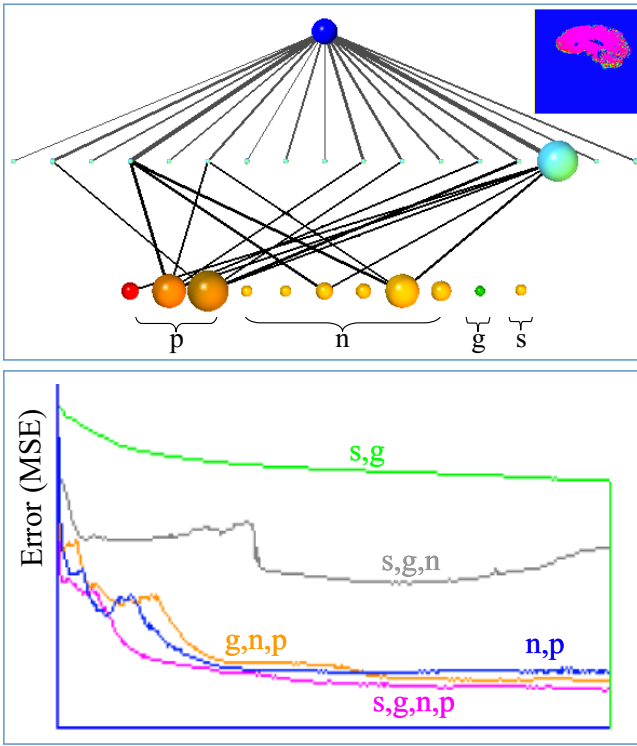 p n g s
Error (MSE)
s,g
s,g,n
g,n,p
n,p
s,g,n,p